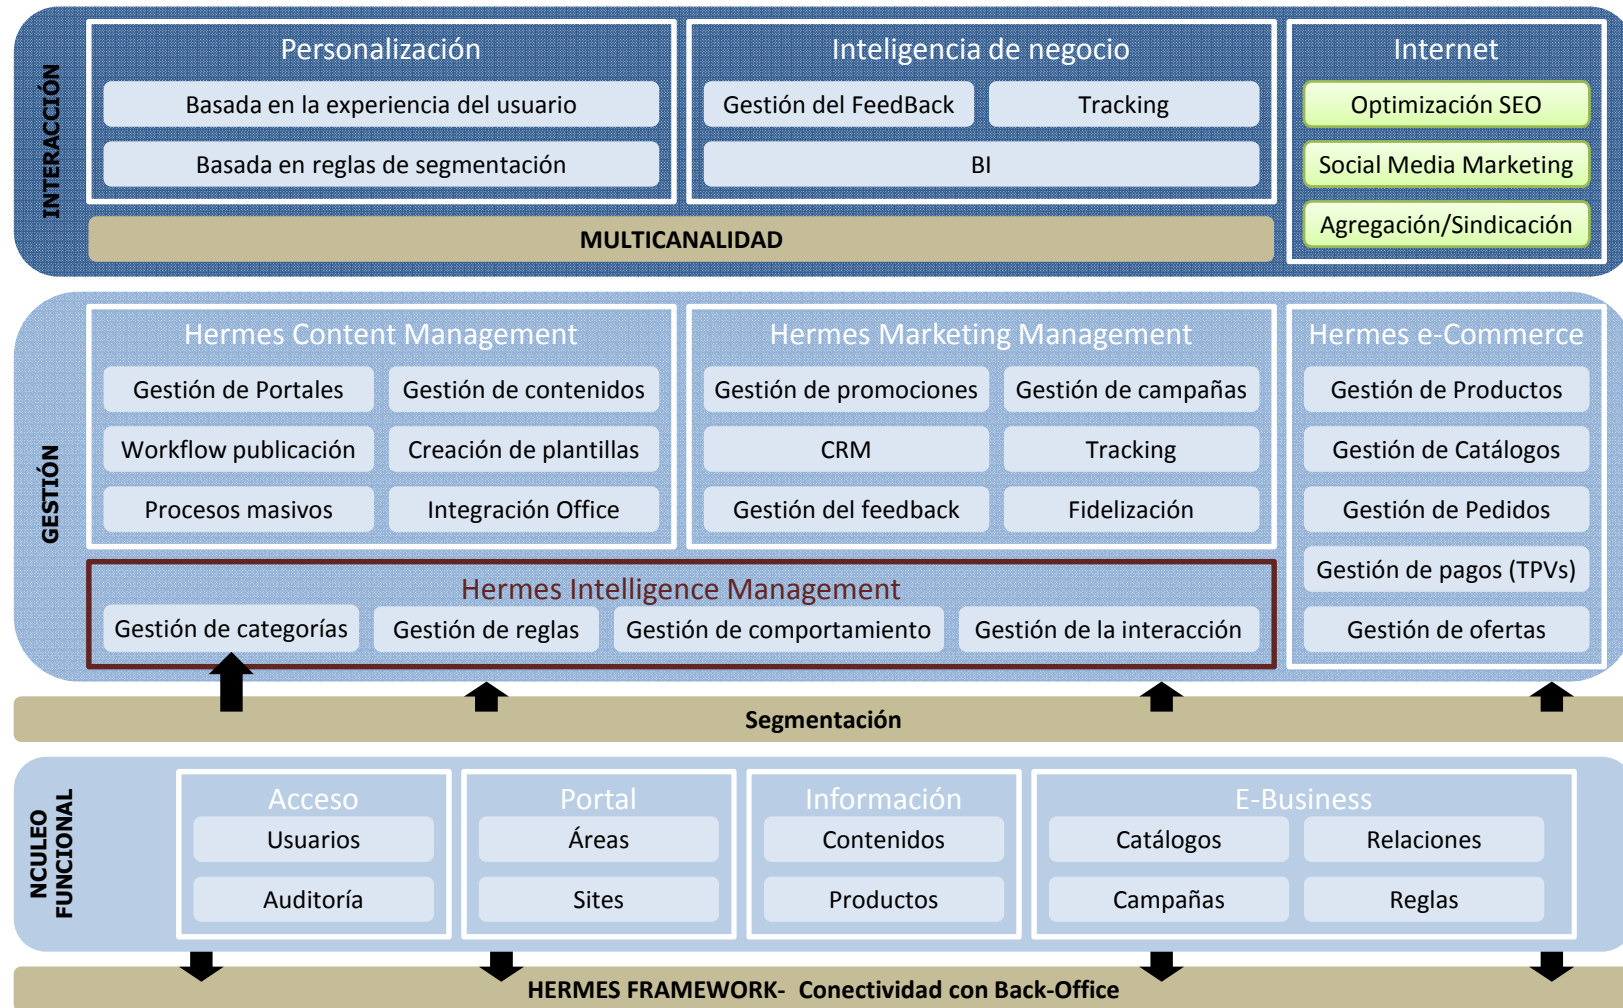 INTERACCIÓN
Personalización
Basada en la experiencia del usuario
Basada en reglas de segmentación
Inteligencia de negocio
Gestión del FeedBack
Tracking
BI
MULTICANALIDAD
Internet
Optimización SEO
Social Media Marketing
Agregación/Sindicación
GESTIÓN
Hermes Content Management
Gestión de Portales
Gestión de contenidos
Workflow publicación
Creación de plantillas
Procesos masivos
Integración Office
Hermes Marketing Management
Gestión de promociones
Gestión de campañas
CRM
Tracking
Gestión del feedback
Fidelización
Hermes e-Commerce
Gestión de Productos
Gestión de Catálogos
Gestión de Pedidos
Gestión de pagos (TPVs)
Gestión de ofertas
Hermes Intelligence Management
Gestión de categorías
Gestión de reglas
Gestión de comportamiento
Gestión de la interacción
Segmentación
NCULEO
FUNCIONAL
Acceso
Usuarios
Auditoría
Portal
Áreas
Sites
Información
Contenidos
Productos
E-Business
Catálogos
Relaciones
Campañas
Reglas
HERMES FRAMEWORK- Conectividad con Back-Office